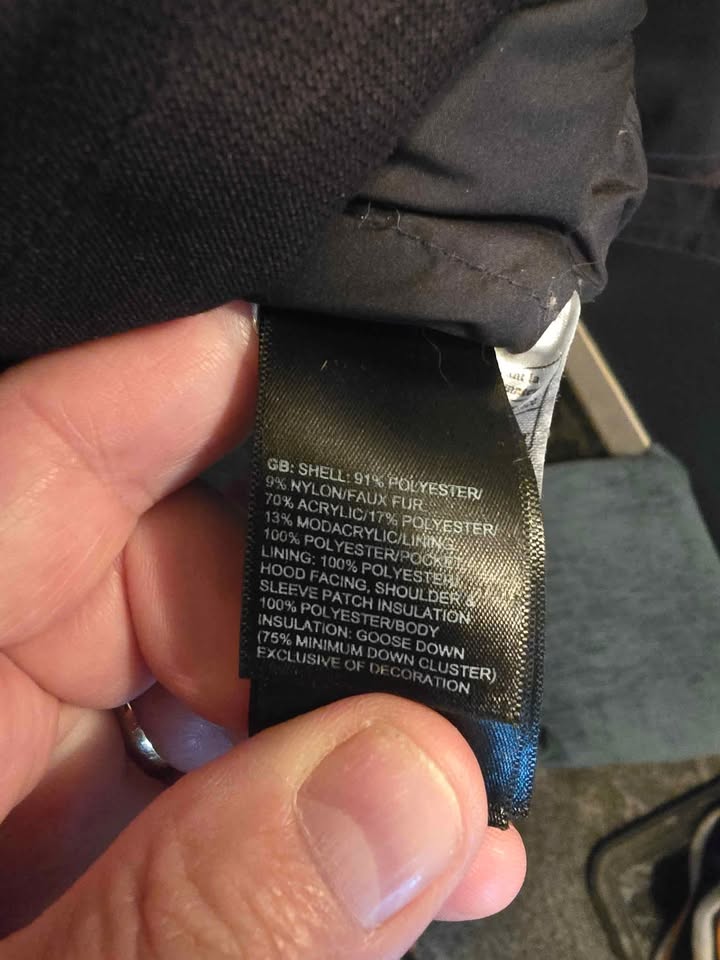 GB: SHELL: 91% POLYESTER/
9% NYLON/FAUX FUR
70% ACRYLIC/17% POLYESTER/
13% MODACRYLIC/LINING:
100% POLYESTER/POCKET
LINING: 100% POLYESTER/
HOOD FACING, SHOULDER &
SLEEVE PATCH INSULATION
100% POLYESTER/BODY
INSULATION: GOOSE DOWN
(75% MINIMUM DOWN CLUSTER)
EXCLUSIVE OF DECORATION